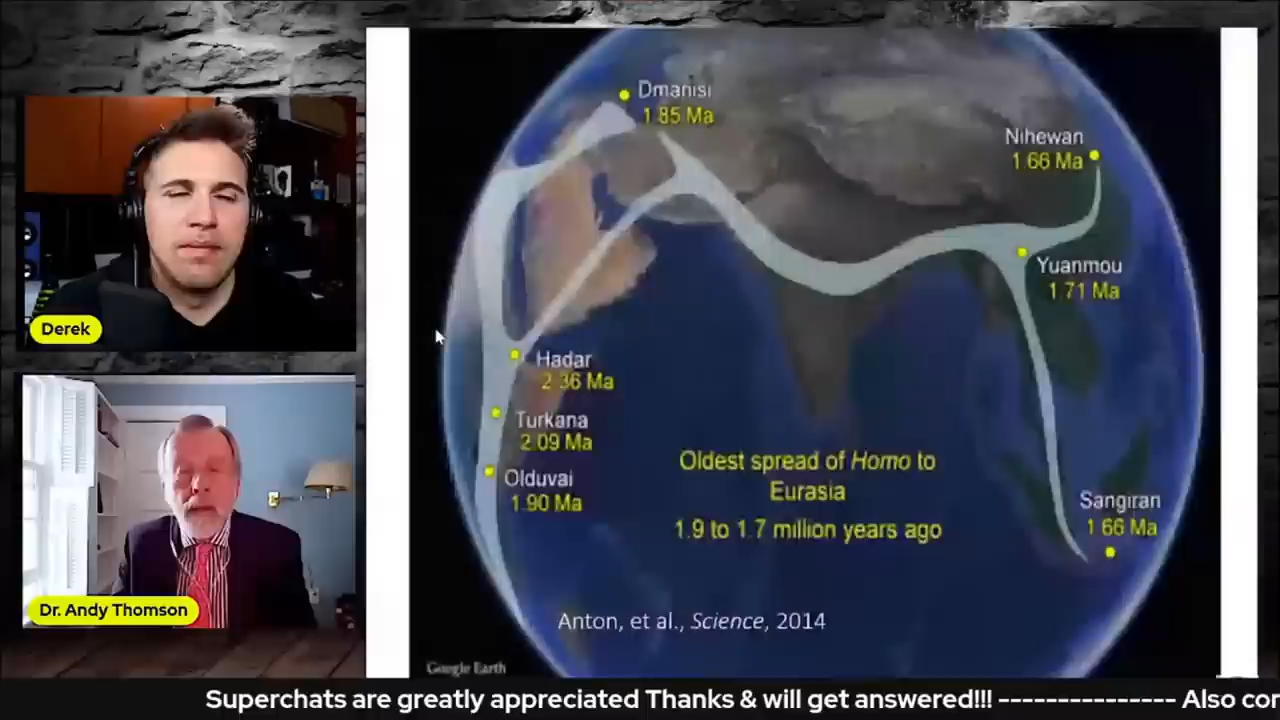 Derek
Dr. Andy Thomson
Dmanisi
1.85 Ma
Nihewan
1.66 Ma
Yuanmou
1.71 Ma
Hadar
2.36 Ma
Turkana
2.09 Ma
Olduvai
1.90 Ma
Oldest spread of Homo to
Eurasia
1.9 to 1.7 million years ago
Sangiran
1.66 Ma
Anton, et al., Science, 2014
Google Earth
Superchats are greatly appreciated Thanks & will get answered!!! --------------- Also cor